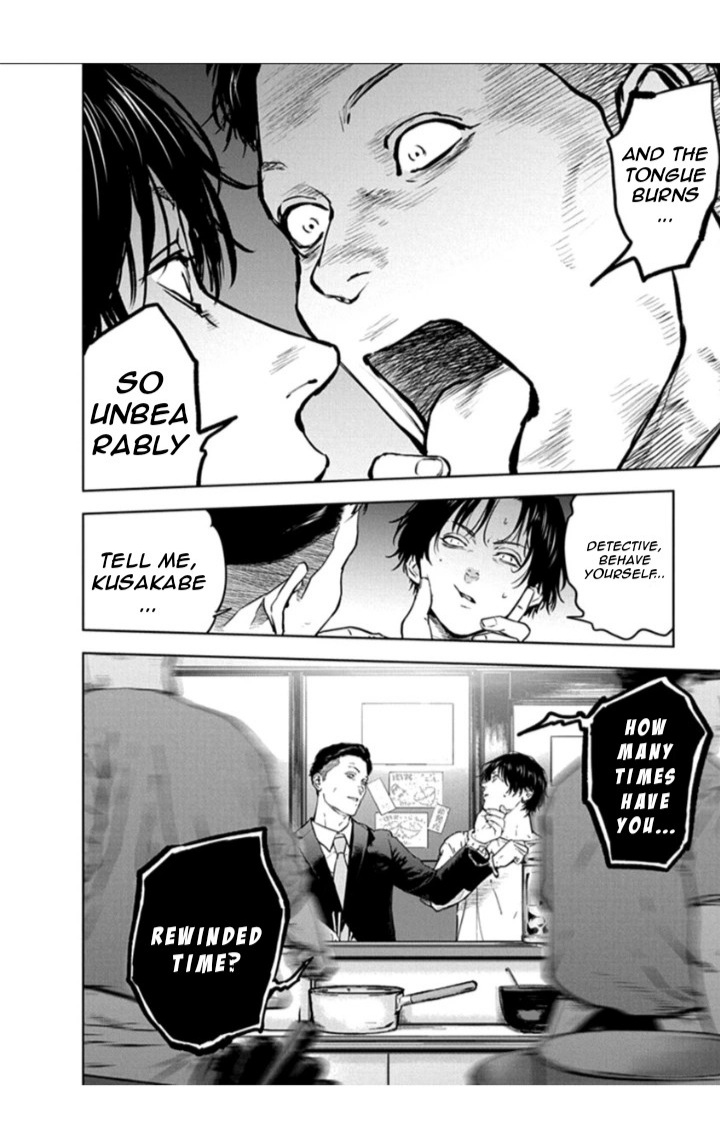 AND THE
TONGUE
BURNS
...
SO
UNBEA
RABLY
DETECTIVE,
BEHAVE
YOURSELF...
TELL ME,
KUSAKABE
...
HOW
MANY
TIMES
HAVE
YOU...
REWINDED
TIME?